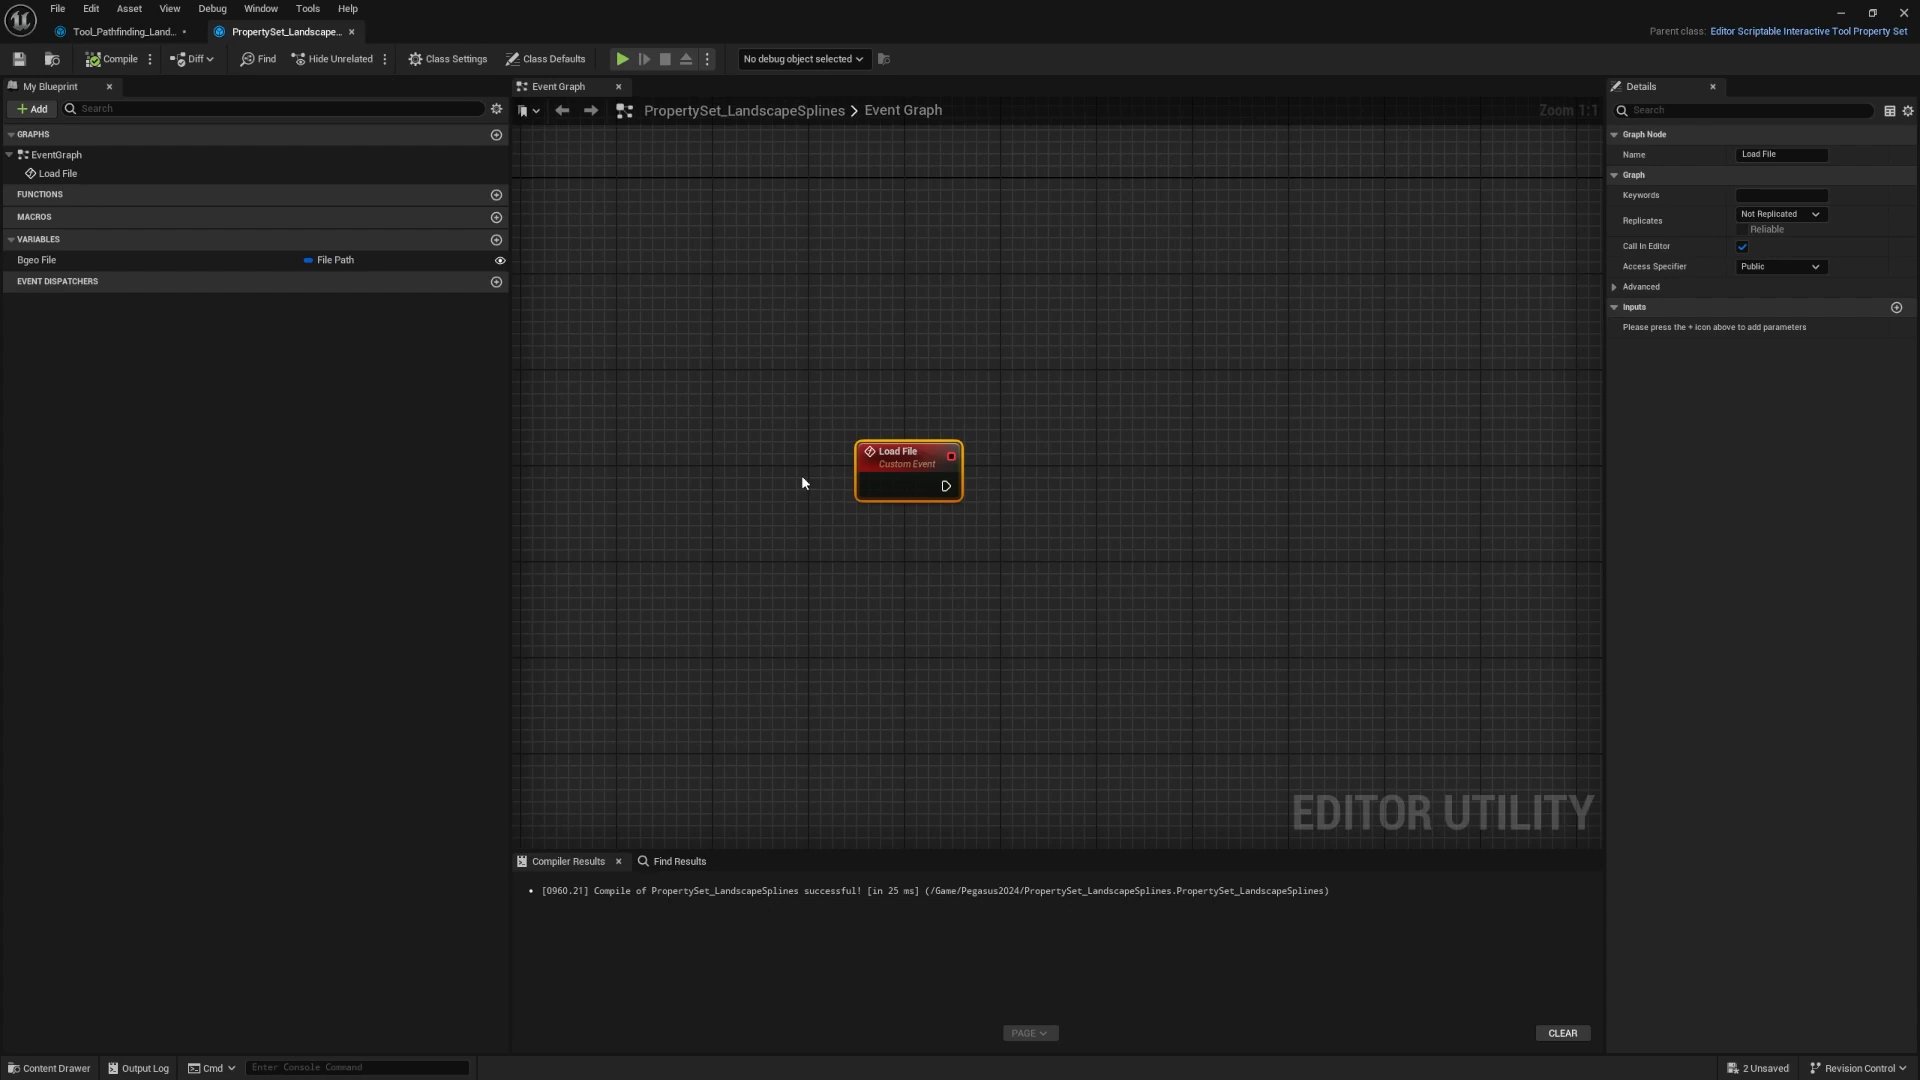 File Edit Asset View Debug Window Tools Help
Tool_Pathfinding_Land... • PropertySet_Landscape...
Parent class: Editor Scriptable Interactive Tool Property Set
Compile Diff Find Hide Unrelated Class Settings Class Defaults No debug object selected
My Blueprint
Event Graph
Details
Add Search
PropertySet_LandscapeSplines > Event Graph
Zoom 1:1
Search
GRAPHS
EventGraph
Load File
FUNCTIONS
MACROS
VARIABLES
Bgeo File File Path
EVENT DISPATCHERS
Load File
Custom Event
EDITOR UTILITY
Graph Node
Name Load File
Graph
Keywords
Replicates Not Replicated
Reliable
Call In Editor
Access Specifier Public
Advanced
Inputs
Please press the + icon above to add parameters
Compiler Results Find Results
• [0960.21] Compile of PropertySet_LandscapeSplines successful! [in 25 ms] (/Game/Pegasus2024/PropertySet_LandscapeSplines.PropertySet_LandscapeSplines)
PAGE
CLEAR
Content Drawer Output Log Cmd Enter Console Command
2 Unsaved Revision Control